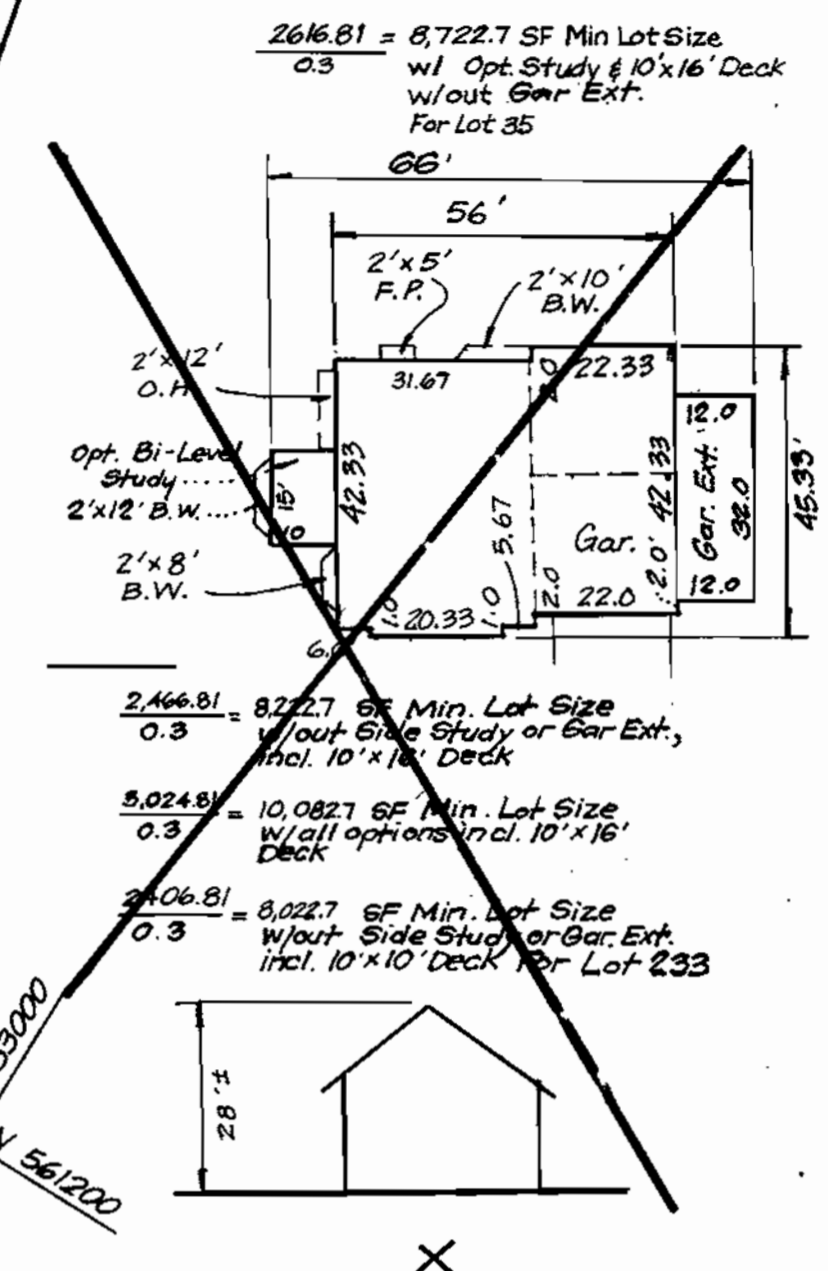 2616.81 = 8,722.7 SF Min Lot Size
0.3
w/ Opt. Study & 10'x16' Deck
w/out Gar Ext.
For Lot 35
66'
56'
2'x5'
F.P.
2'x10'
B.W.
2'x12'
O.H
31.67
2.0
22.33
12.0
Opt. Bi-Level
Study.....
2'x12' B.W. ...
15'
10
42.33
5.67
Gar.
42.33
Gar. Ext.
32.0
45.33'
2'x8'
B.W.
1.0
20.33
1.0
2.0
22.0
2.0'
12.0
6.
2,466.81 = 8,222.7 SF Min. Lot Size
0.3
w/out Side Study or Gar Ext.,
incl. 10'x16' Deck
3,024.81 = 10,082.7 SF Min. Lot Size
0.3
w/all options incl. 10'x16'
Deck
2406.81 = 8,022.7 SF Min. Lot Size
0.3
w/out Side Study or Gar. Ext.
incl. 10'x10' Deck For Lot 233
28'±
3000
N 561200